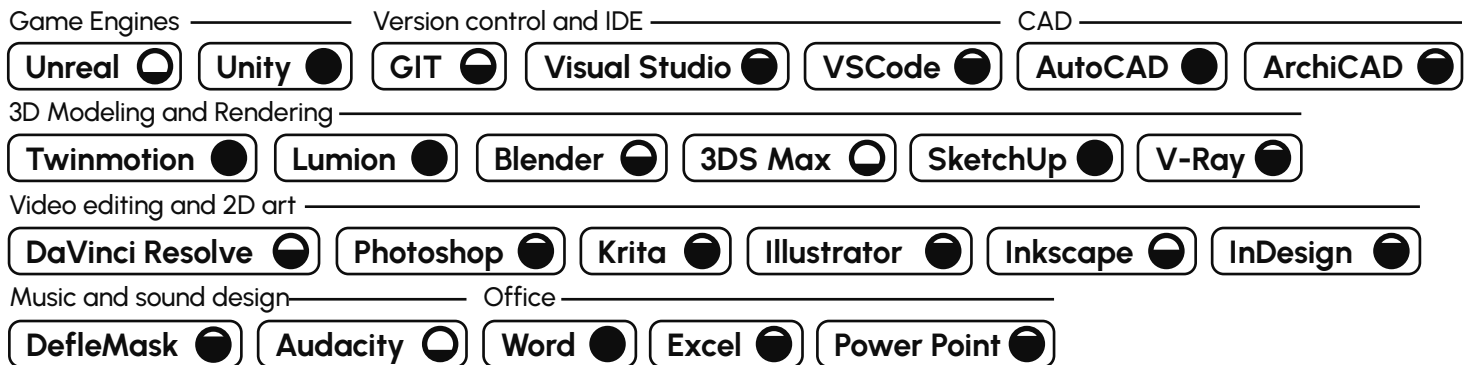 Game Engines Version control and IDE CAD
Unreal Unity GIT Visual Studio VSCode AutoCAD ArchiCAD
3D Modeling and Rendering
Twinmotion Lumion Blender 3DS Max SketchUp V-Ray
Video editing and 2D art
DaVinci Resolve Photoshop Krita Illustrator Inkscape InDesign
Music and sound design Office
DefleMask Audacity Word Excel Power Point